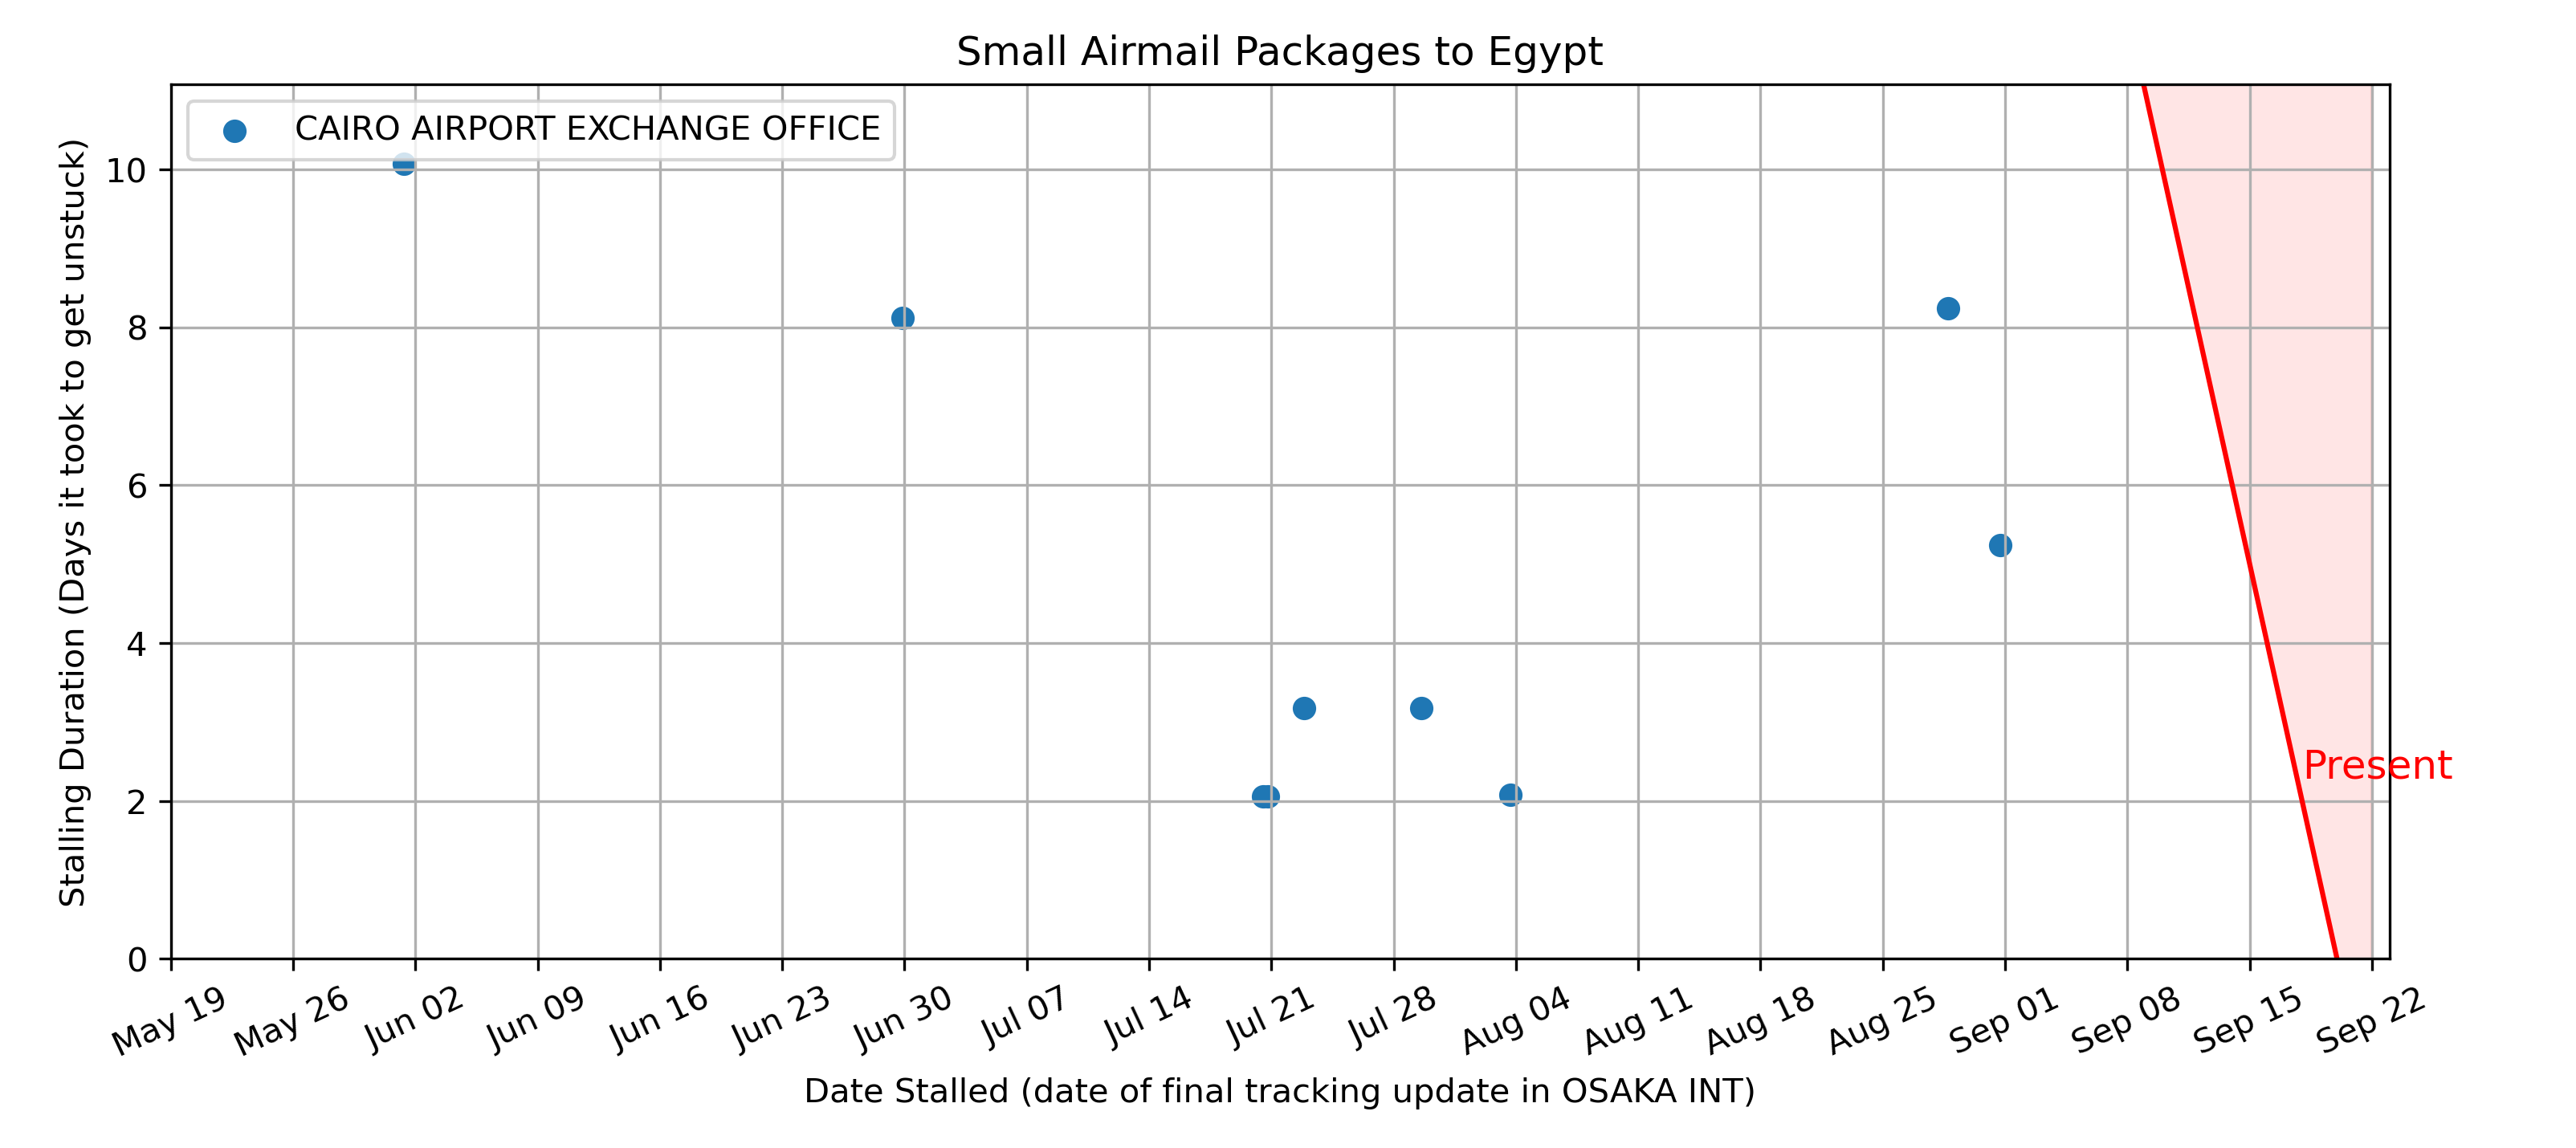 Small Airmail Packages to Egypt
CAIRO AIRPORT EXCHANGE OFFICE
Stalling Duration (Days it took to get unstuck)
10
8
6
4
2
0
Present
May 19 May 26 Jun 02 Jun 09 Jun 16 Jun 23 Jun 30 Jul 07 Jul 14 Jul 21 Jul 28 Aug 04 Aug 11 Aug 18 Aug 25 Sep 01 Sep 08 Sep 15 Sep 22
Date Stalled (date of final tracking update in OSAKA INT)